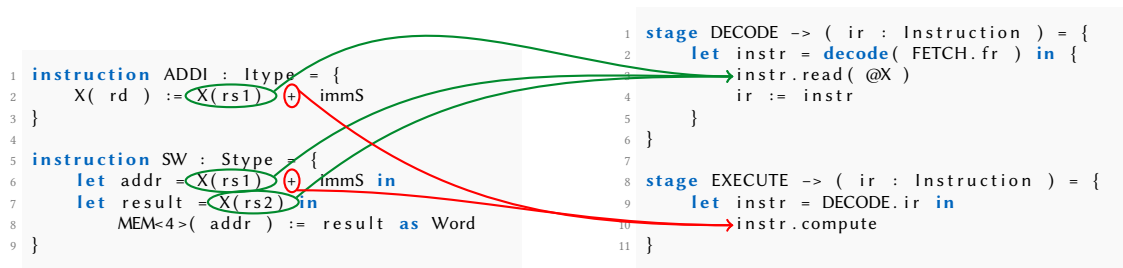 1 instruction ADDI : Itype = {
2 X( rd ) := X(rs1) + immS
3 }
4
5 instruction SW : Stype = {
6 let addr = X(rs1) + immS in
7 let result = X(rs2) in
8 MEM<4>( addr ) := result as Word
9 }
1 stage DECODE -> ( ir : Instruction ) = {
2 let instr = decode( FETCH.fr ) in {
3 instr.read( @X )
4 ir := instr
5 }
6 }
7
8 stage EXECUTE -> ( ir : Instruction ) = {
9 let instr = DECODE.ir in
10 instr.compute
11 }